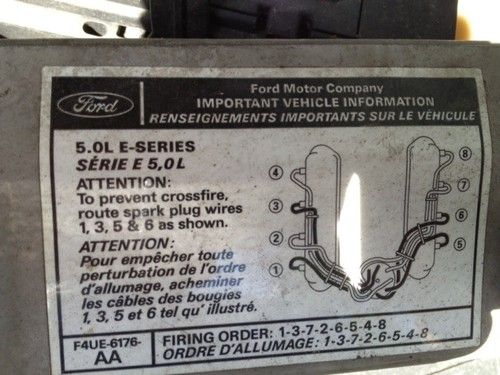 Ford
Ford Motor Company
IMPORTANT VEHICLE INFORMATION
RENSEIGNEMENTS IMPORTANTS SUR LE VÉHICULE
5.0L E-SERIES
SÉRIE E 5,0L
ATTENTION:
To prevent crossfire,
route spark plug wires
1, 3, 5 & 6 as shown.
ATTENTION:
Pour empêcher toute
perturbation de l'ordre
d'allumage, acheminer
les câbles des bougies
1, 3, 5 et 6 tel qu' illustré.
4
3
2
1
8
7
6
5
F4UE-6176-
AA
FIRING ORDER: 1-3-7-2-6-5-4-8
ORDRE D'ALLUMAGE: 1-3-7-2-6-5-4-8